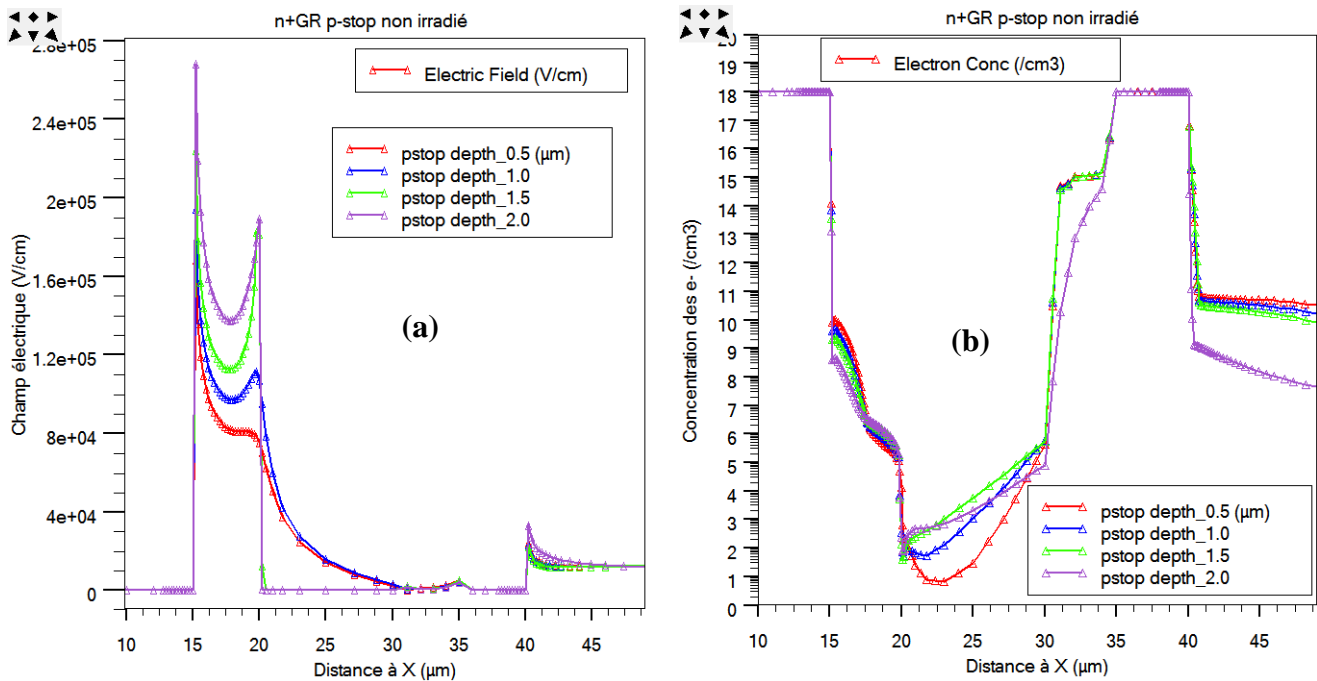 n+GR p-stop non irradié
Champ électrique (V/cm)
2.8e+05
2.4e+05
2e+05
1.6e+05
1.2e+05
8e+04
4e+04
0
Electric Field (V/cm)
pstop depth_0.5 (µm)
pstop depth_1.0
pstop depth_1.5
pstop depth_2.0
(a)
10 15 20 25 30 35 40 45
Distance à X (µm)
n+GR p-stop non irradié
Concentration des e- (/cm3)
20
19
18
17
16
15
14
13
12
11
10
9
8
7
6
5
4
3
2
1
0
Electron Conc (/cm3)
(b)
pstop depth_0.5 (µm)
pstop depth_1.0
pstop depth_1.5
pstop depth_2.0
10 15 20 25 30 35 40 45
Distance à X (µm)